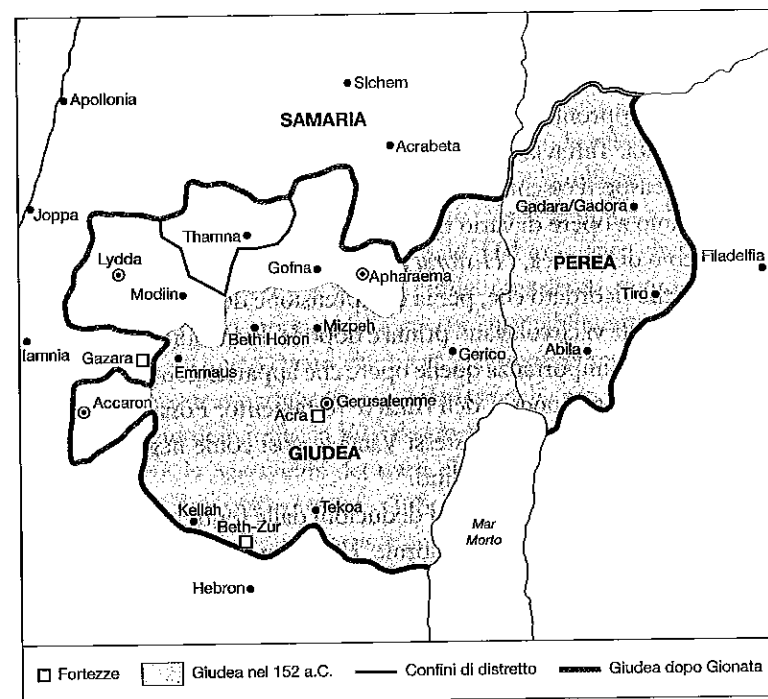 Sichem
Apollonia
SAMARIA
Acrabeta
Joppa
Thamna
Gadara/Gadora
Lydda
Gofna
Apharaema
PEREA
Filadelfia
Modiin
Tiro
Iamnia
Beth Horon
Mizpeh
Gazara
Emmaus
Gerico
Abila
Accaron
Gerusalemme
Acra
GIUDEA
Kellah
Tekoa
Beth-Zur
Mar
Morto
Hebron
Fortezze Giudea nel 152 a.C. Confini di distretto Giudea dopo Gionata